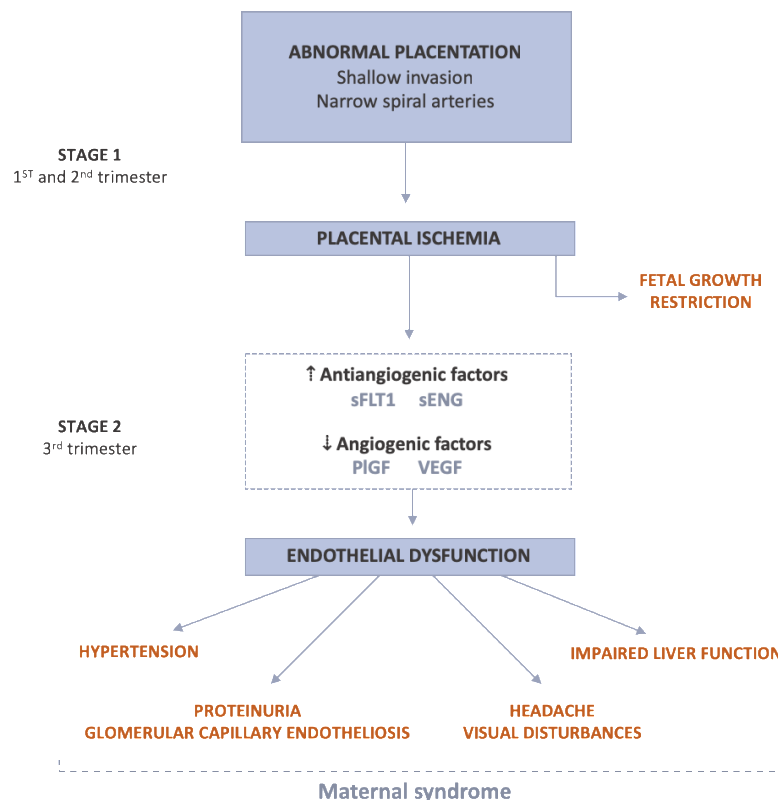 ABNORMAL PLACENTATION
Shallow invasion
Narrow spiral arteries
STAGE 1
1ST and 2nd trimester
PLACENTAL ISCHEMIA
FETAL GROWTH
RESTRICTION
↑ Antiangiogenic factors
sFLT1 sENG
STAGE 2
3rd trimester
↓ Angiogenic factors
PlGF VEGF
ENDOTHELIAL DYSFUNCTION
HYPERTENSION
IMPAIRED LIVER FUNCTION
PROTEINURIA
GLOMERULAR CAPILLARY ENDOTHELIOSIS
HEADACHE
VISUAL DISTURBANCES
Maternal syndrome